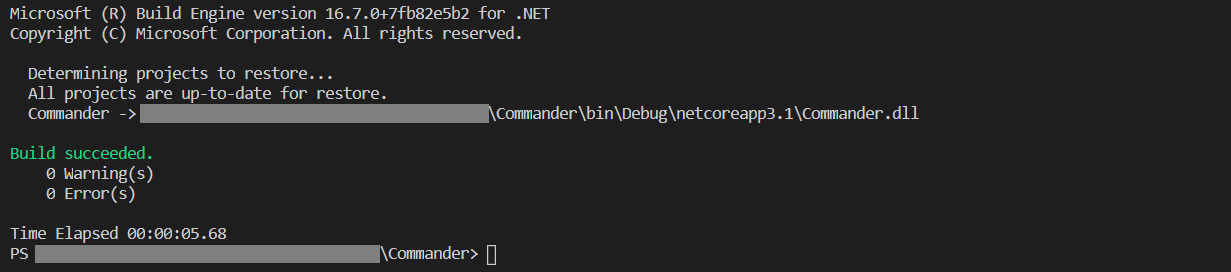 Microsoft (R) Build Engine version 16.7.0+7fb82e5b2 for .NET
Copyright (C) Microsoft Corporation. All rights reserved.
Determining projects to restore...
All projects are up-to-date for restore.
Commander -> \Commander\bin\Debug\netcoreapp3.1\Commander.dll
Build succeeded.
0 Warning(s)
0 Error(s)
Time Elapsed 00:00:05.68
PS \Commander>